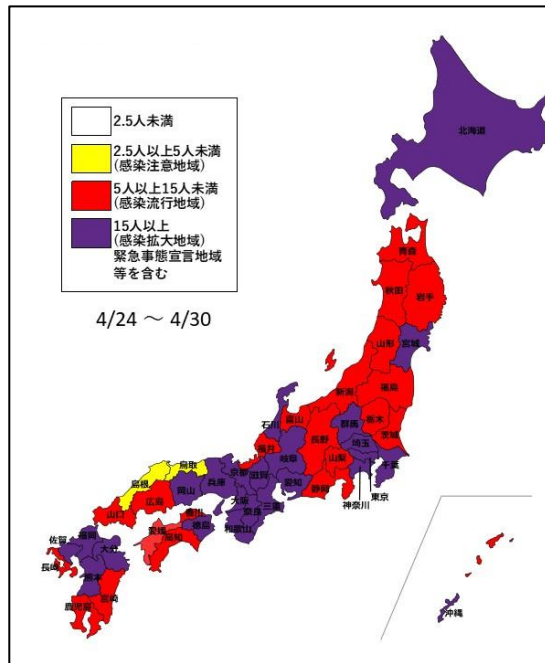 2.5人未満
2.5人以上5人未満
(感染注意地域)
5人以上15人未満
(感染流行地域)
15人以上
(感染拡大地域)
緊急事態宣言地域
等を含む
4/24 ～ 4/30
北海道
青森
秋田
岩手
山形
宮城
新潟
福島
石川
富山
群馬
栃木
福井
長野
埼玉
茨城
岐阜
山梨
千葉
鳥取
京都
滋賀
愛知
静岡
東京
神奈川
島根
岡山
兵庫
大阪
奈良
三重
広島
和歌山
山口
香川
愛媛
徳島
高知
佐賀
福岡
大分
長崎
熊本
宮崎
鹿児島
沖縄